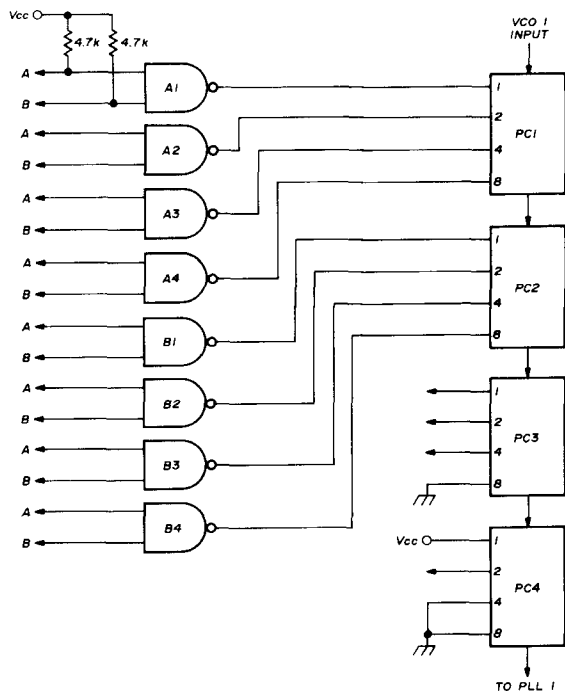 Vcc
4.7k 4.7k
VCO 1
INPUT
A
B
A1
1
A
B
A2
2
A
B
A3
4
A
B
A4
8
PC1
A
B
B1
1
A
B
B2
2
A
B
B3
4
A
B
B4
8
PC2
1
2
4
8
PC3
Vcc
1
2
4
8
PC4
TO PLL 1